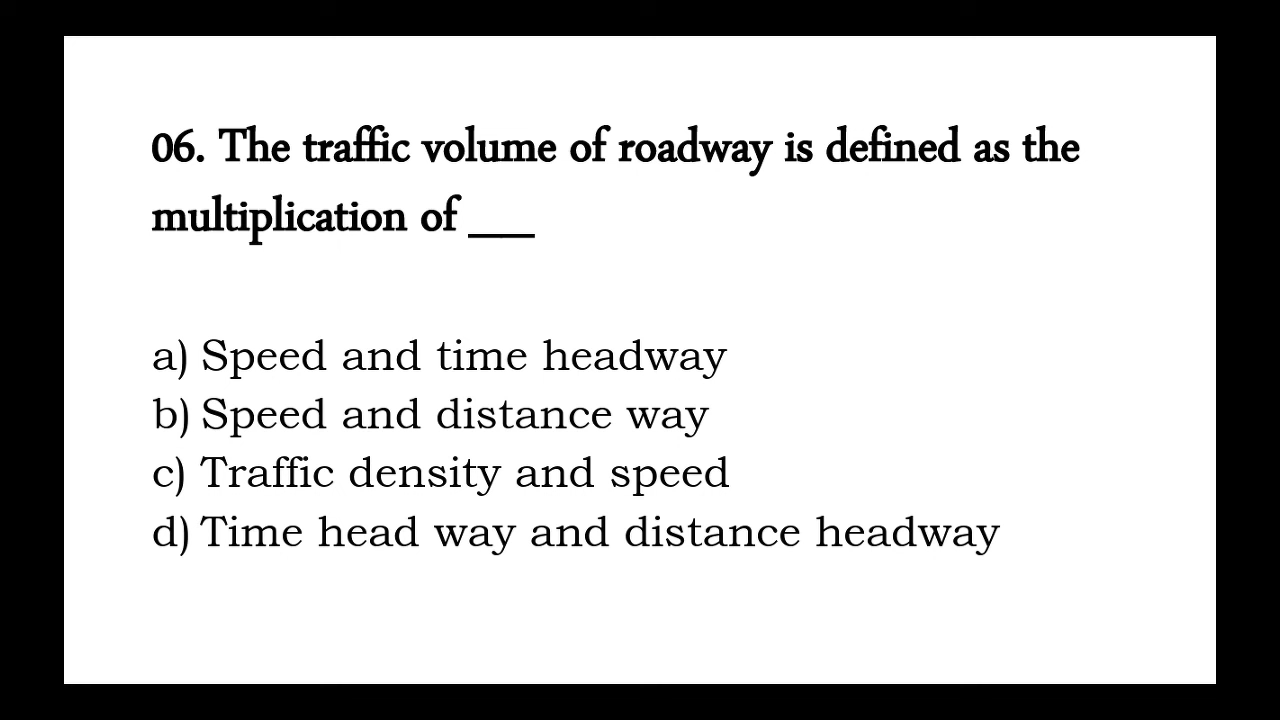 06. The traffic volume of roadway is defined as the
multiplication of ___
a) Speed and time headway
b) Speed and distance way
c) Traffic density and speed
d) Time head way and distance headway